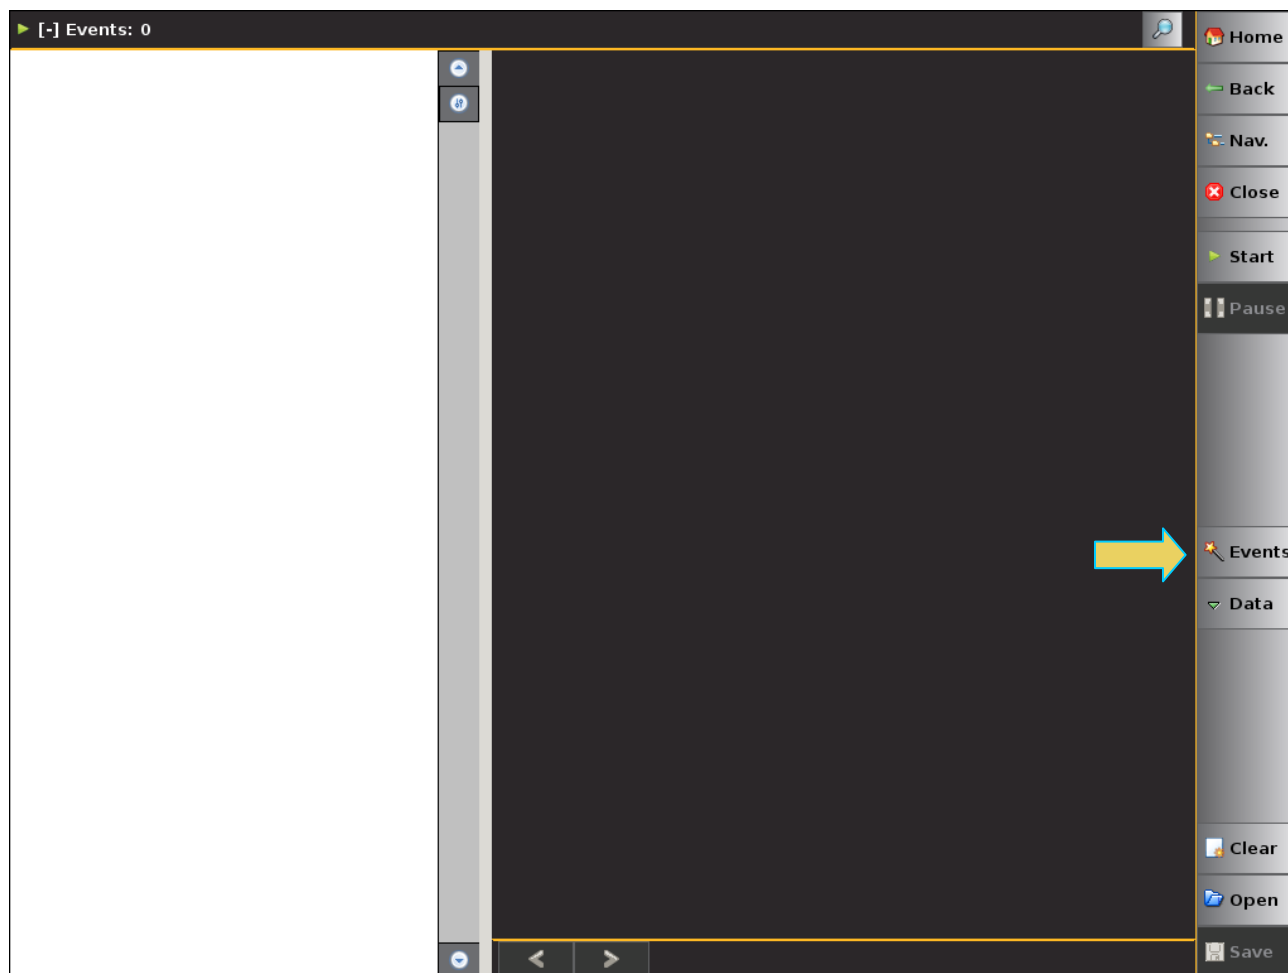 [-] Events: 0
Home
Back
Nav.
Close
Start
Pause
Events
Data
Clear
Open
Save